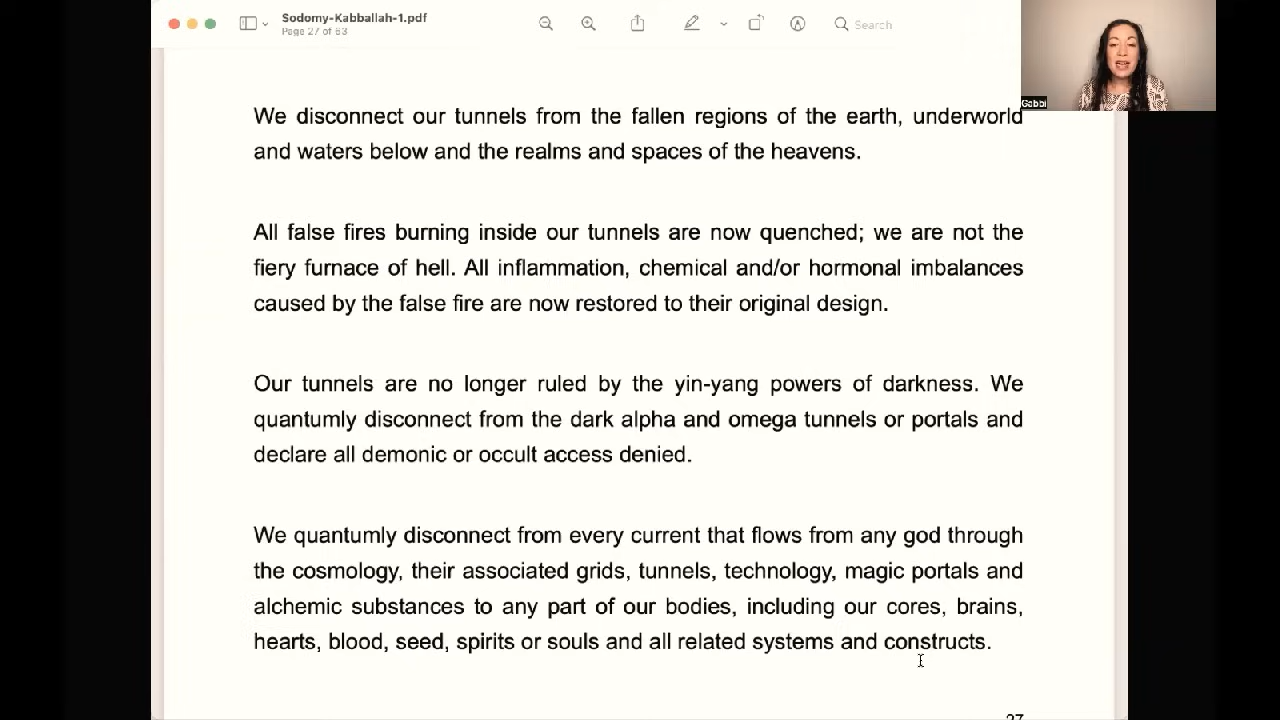 Sodomy-Kabballah-1.pdf
Page 27 of 63
Search
Gabbi
We disconnect our tunnels from the fallen regions of the earth, underworld
and waters below and the realms and spaces of the heavens.
All false fires burning inside our tunnels are now quenched; we are not the
fiery furnace of hell. All inflammation, chemical and/or hormonal imbalances
caused by the false fire are now restored to their original design.
Our tunnels are no longer ruled by the yin-yang powers of darkness. We
quantumly disconnect from the dark alpha and omega tunnels or portals and
declare all demonic or occult access denied.
We quantumly disconnect from every current that flows from any god through
the cosmology, their associated grids, tunnels, technology, magic portals and
alchemic substances to any part of our bodies, including our cores, brains,
hearts, blood, seed, spirits or souls and all related systems and constructs.
27